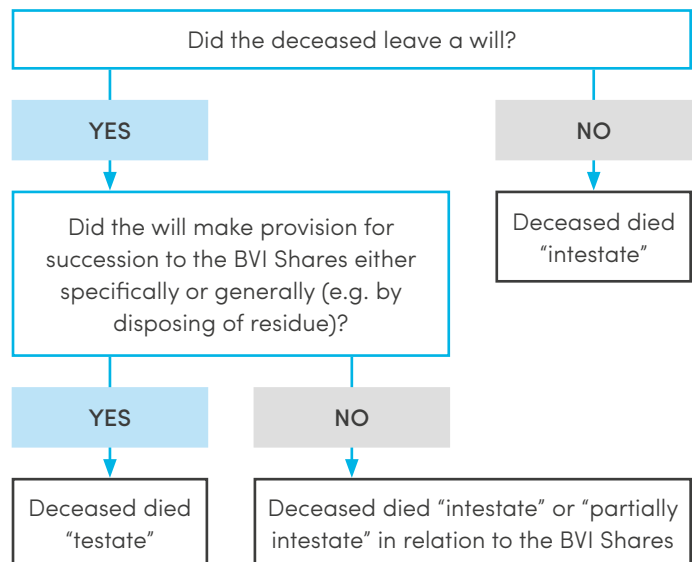 Did the deceased leave a will?
YES
NO
Did the will make provision for
succession to the BVI Shares either
specifically or generally (e.g. by
disposing of residue)?
Deceased died
“intestate”
YES
NO
Deceased died
“testate”
Deceased died “intestate” or “partially
intestate” in relation to the BVI Shares